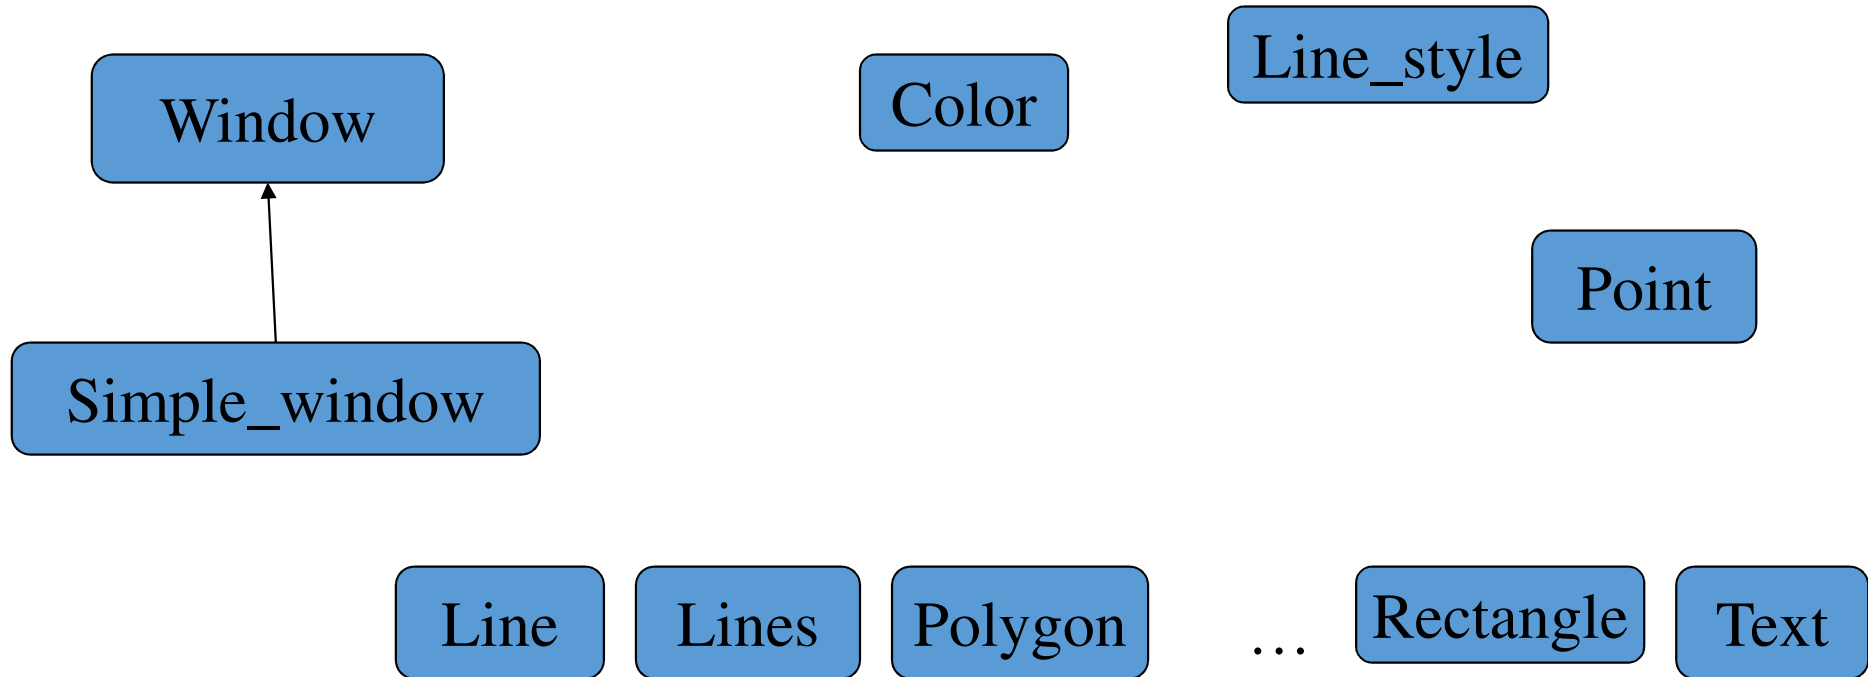 Line_style
Window
Color
Point
Simple_window
Line
Lines
Polygon
...
Rectangle
Text